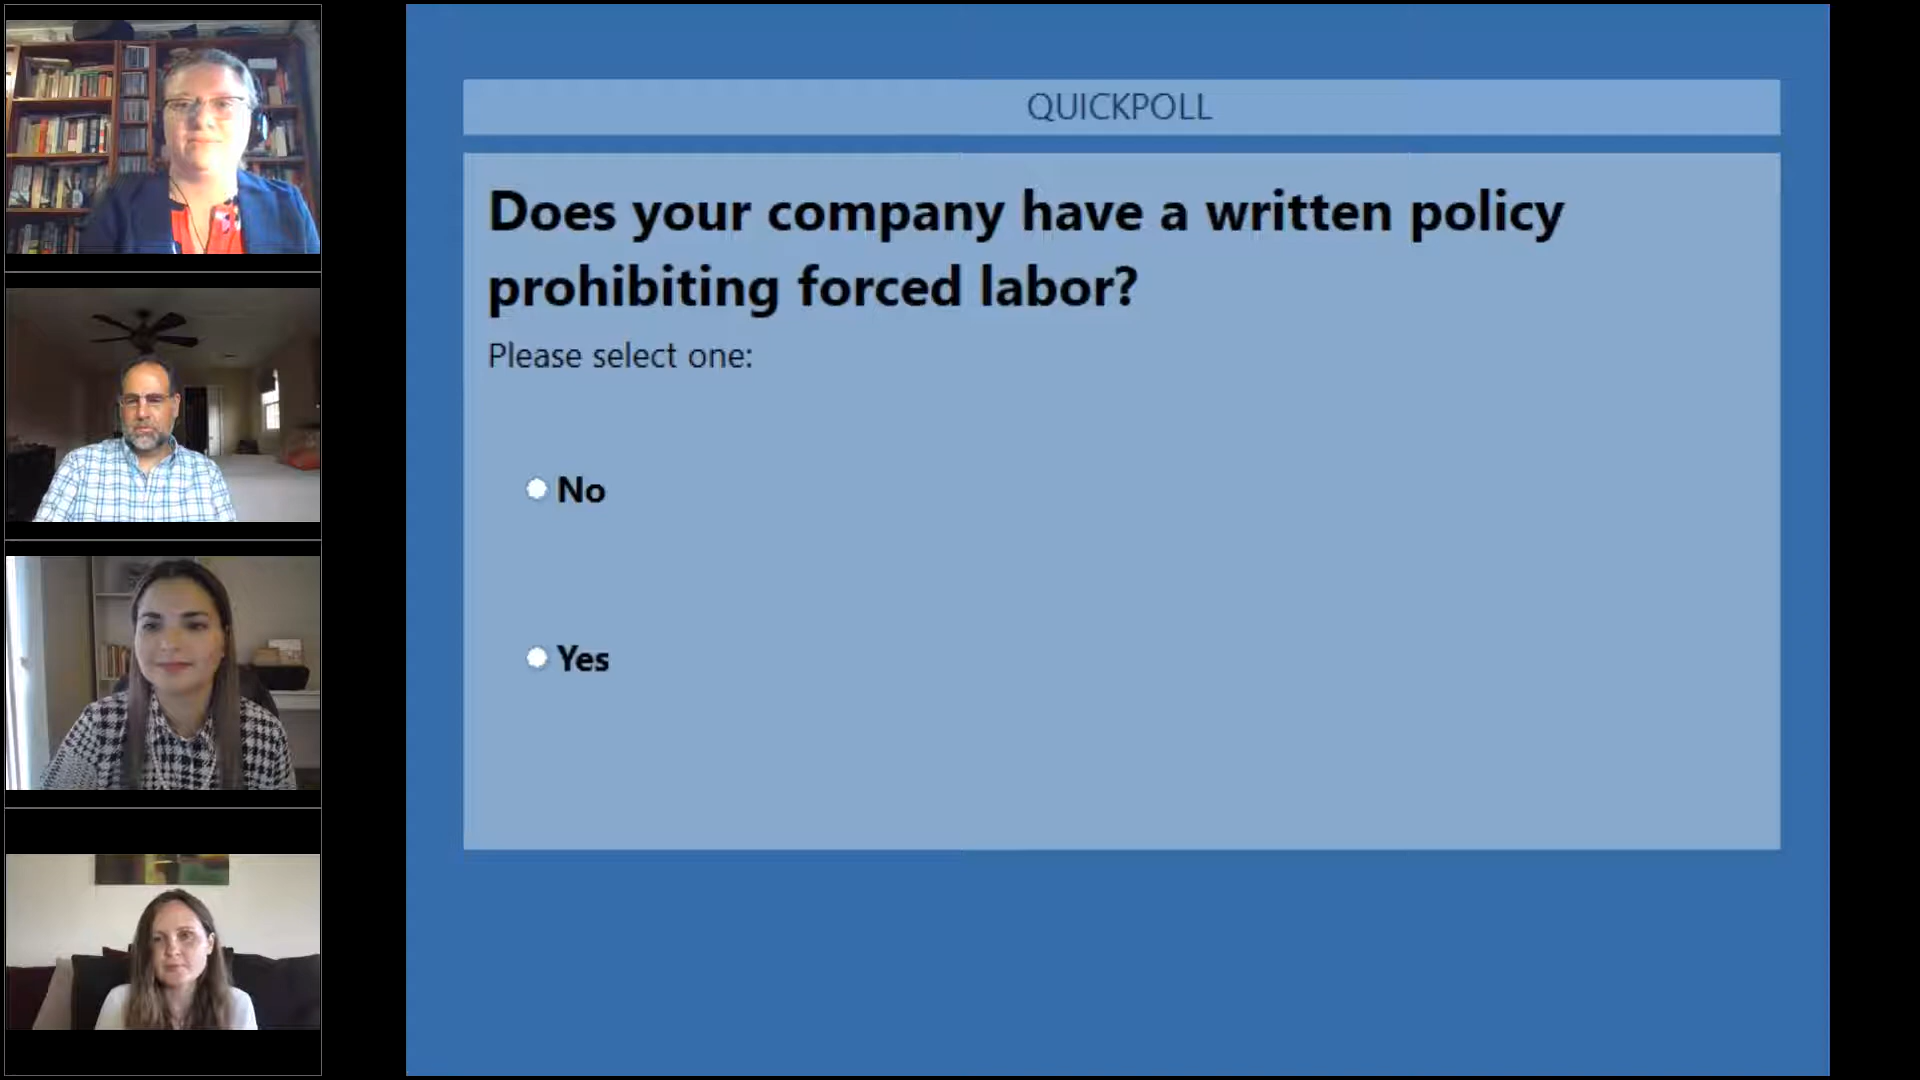 QUICKPOLL
Does your company have a written policy
prohibiting forced labor?
Please select one:
No
Yes